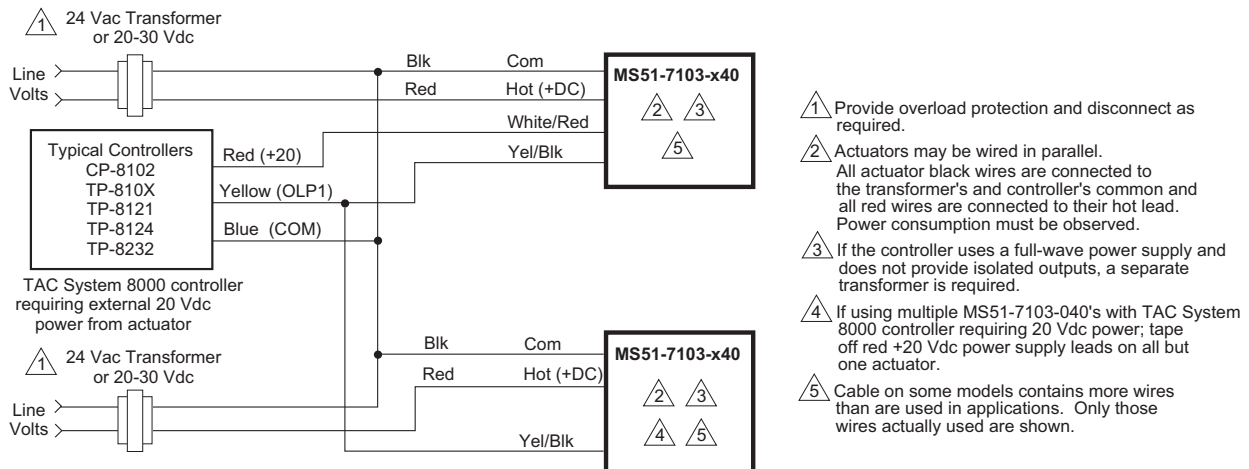 1 24 Vac Transformer
or 20-30 Vdc
Line
Volts
Blk Com
Red Hot (+DC)
White/Red
Yel/Blk
MS51-7103-x40
2 3
5
Typical Controllers
CP-8102
TP-810X
TP-8121
TP-8124
TP-8232
Red (+20)
Yellow (OLP1)
Blue (COM)
TAC System 8000 controller
requiring external 20 Vdc
power from actuator
1 24 Vac Transformer
or 20-30 Vdc
Line
Volts
Blk Com
Red Hot (+DC)
Yel/Blk
MS51-7103-x40
2 3
4 5
1 Provide overload protection and disconnect as
required.
2 Actuators may be wired in parallel.
All actuator black wires are connected to
the transformer's and controller's common and
all red wires are connected to their hot lead.
Power consumption must be observed.
3 If the controller uses a full-wave power supply and
does not provide isolated outputs, a separate
transformer is required.
4 If using multiple MS51-7103-040's with TAC System
8000 controller requiring 20 Vdc power; tape
off red +20 Vdc power supply leads on all but
one actuator.
5 Cable on some models contains more wires
than are used in applications. Only those
wires actually used are shown.